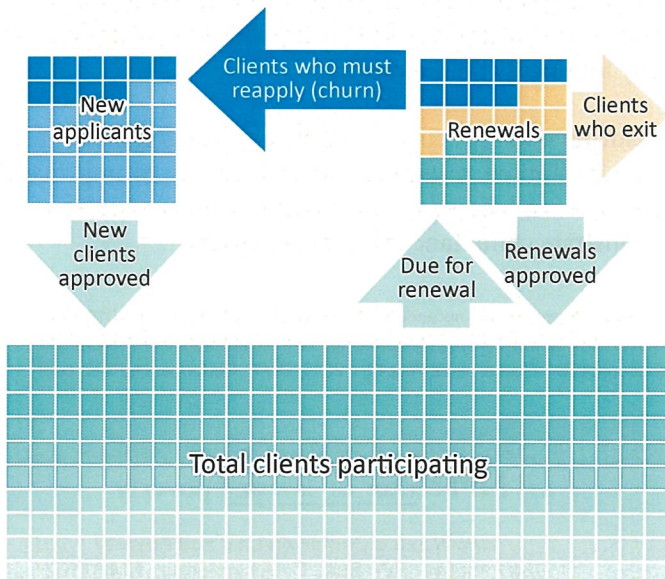 Clients who must
reapply (churn)
New
applicants
Renewals
Clients
who exit
New
clients
approved
Due for
renewal
Renewals
approved
Total clients participating